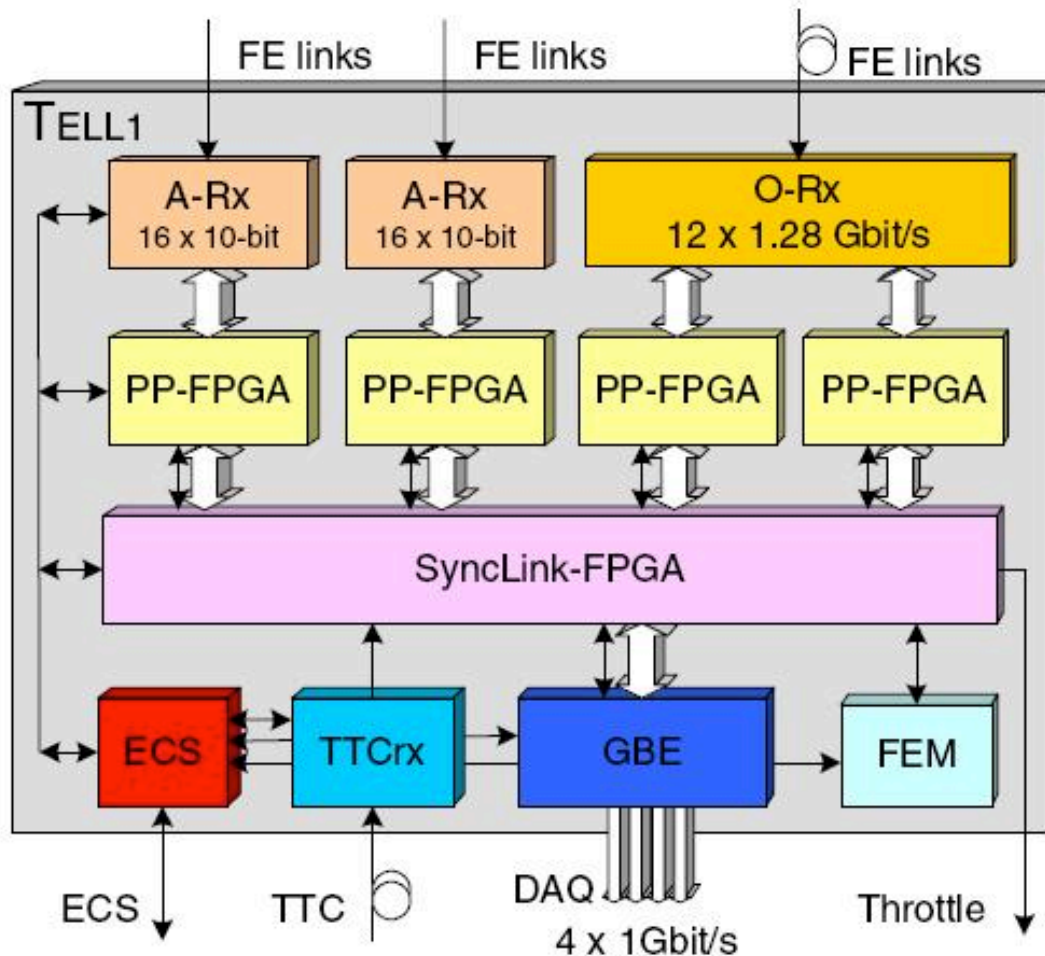 FE links
FE links
FE links
TELL1
A-Rx
16 x 10-bit
A-Rx
16 x 10-bit
O-Rx
12 x 1.28 Gbit/s
PP-FPGA
PP-FPGA
PP-FPGA
PP-FPGA
SyncLink-FPGA
ECS
TTCrx
GBE
FEM
ECS
TTC
DAQ
4 x 1Gbit/s
Throttle